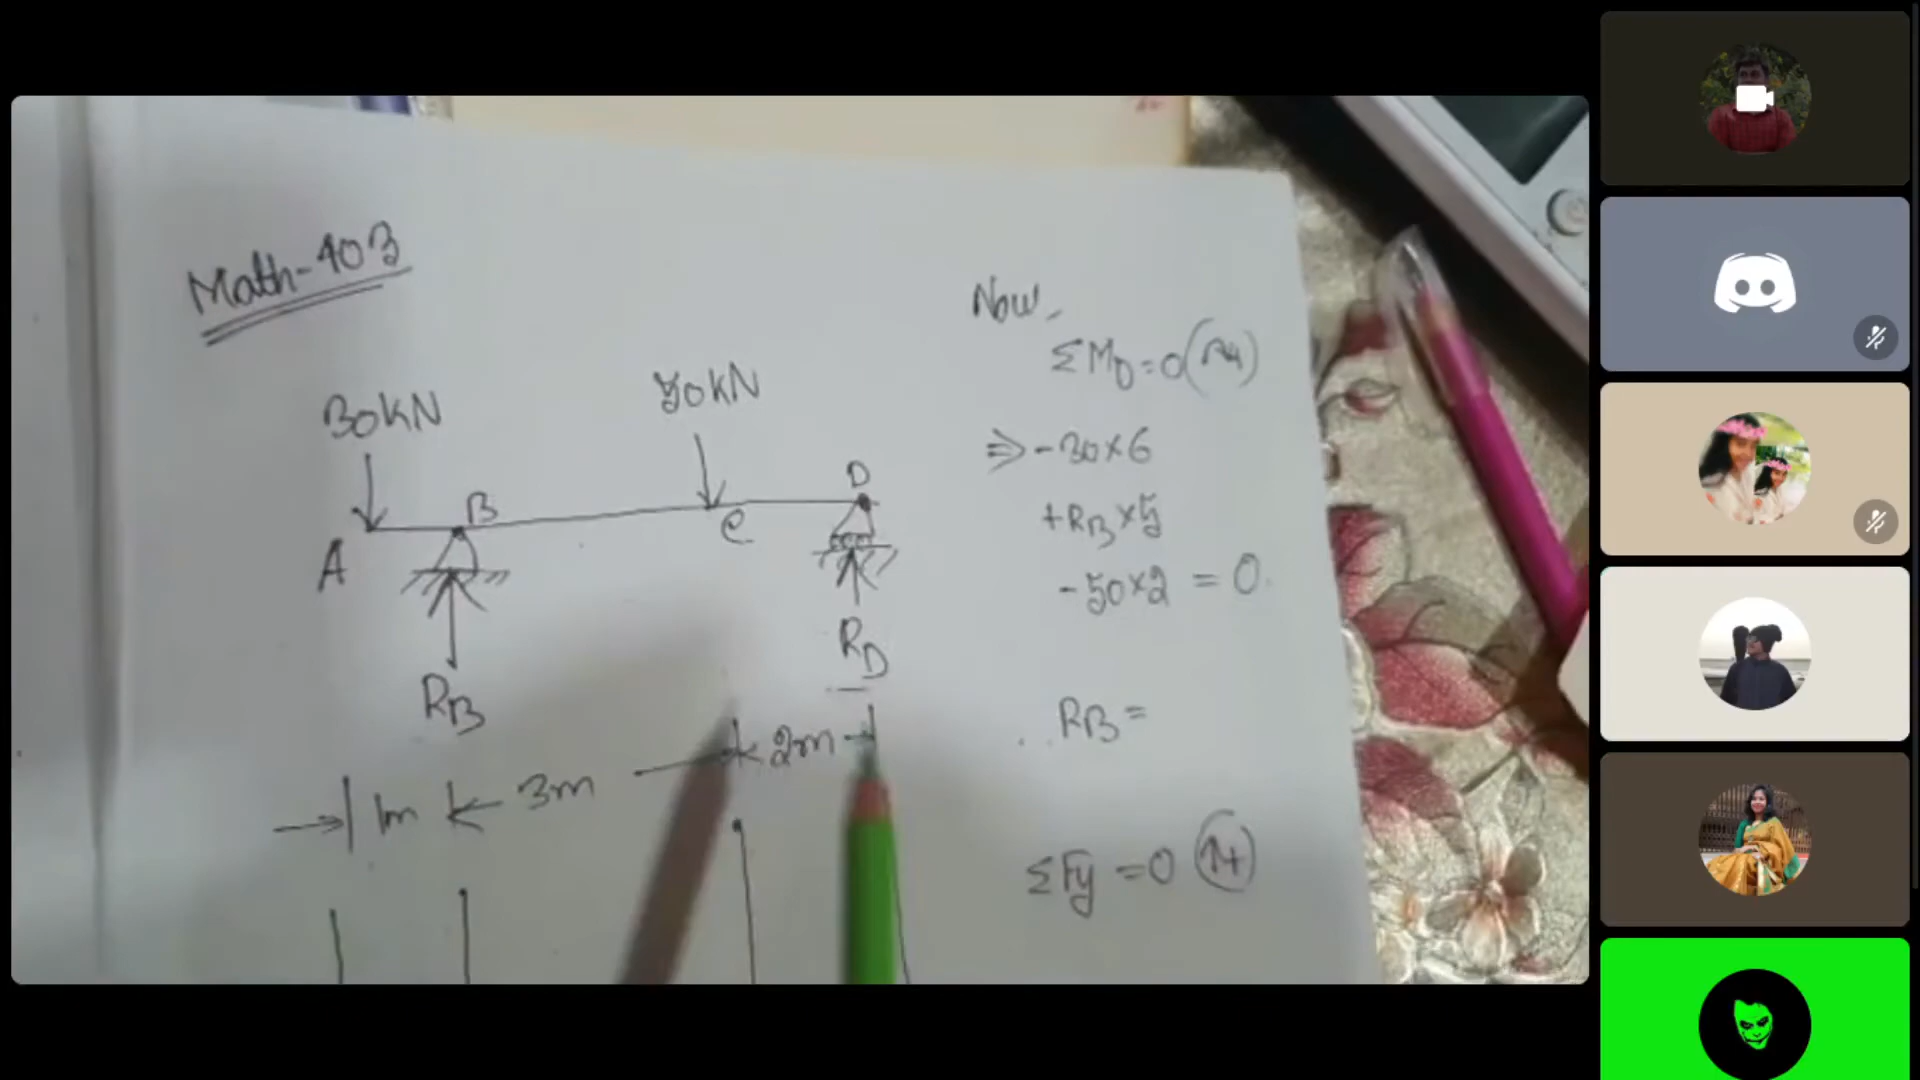 Math-403
30kN
50kN
A
B
C
D
RB
RD
1m
3m
2m
Now,
ΣMD=0
⇒ -30×6
+RB×5
-50×2 = 0.
RB =
ΣFy =0